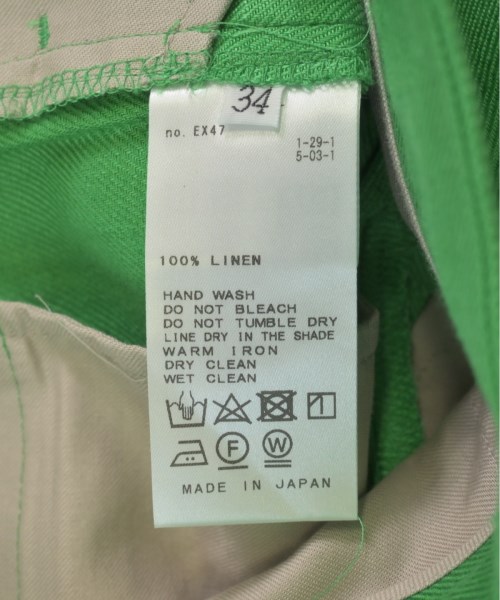 34
no. EX47
1-29-1
5-03-1
100% LINEN
HAND WASH
DO NOT BLEACH
DO NOT TUMBLE DRY
LINE DRY IN THE SHADE
WARM IRON
DRY CLEAN
WET CLEAN
F W
MADE IN JAPAN